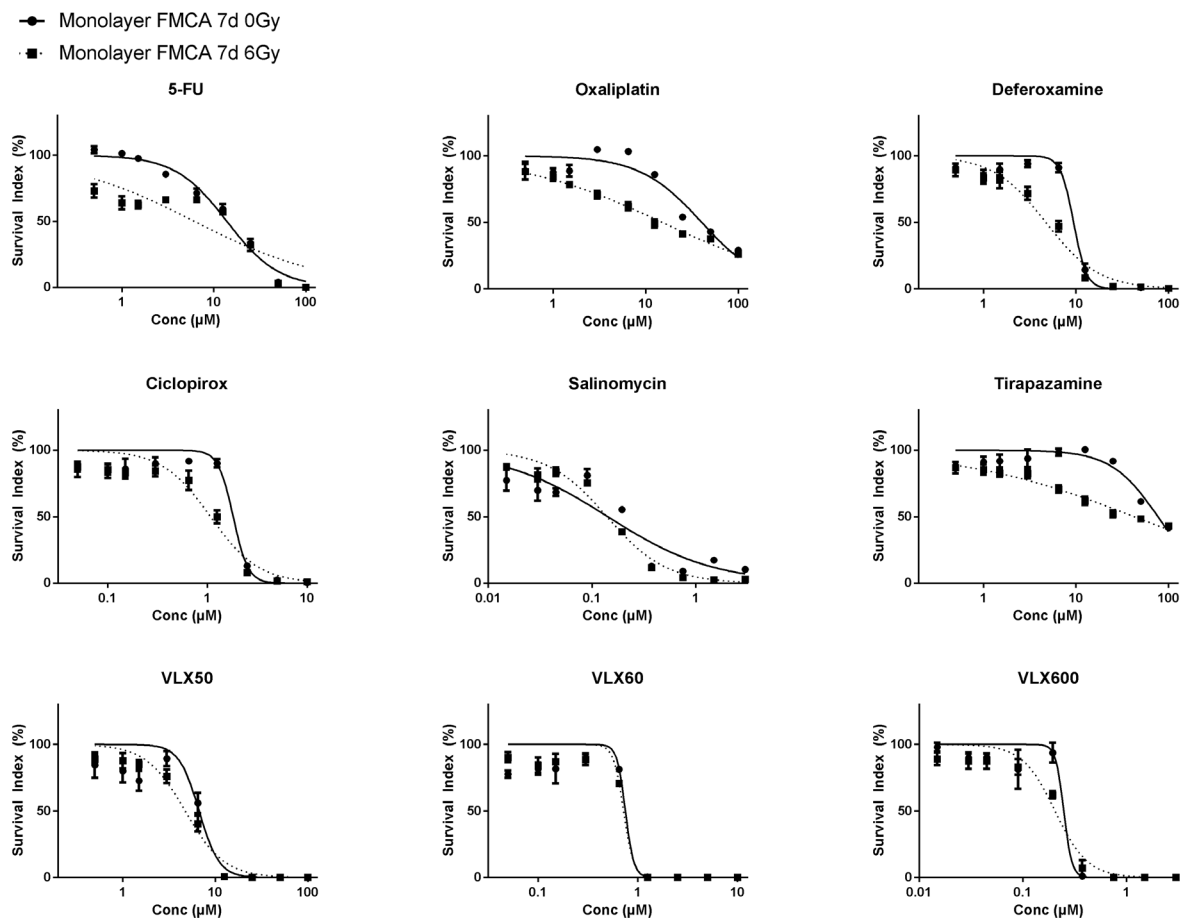 Monolayer FMCA 7d 0Gy
Monolayer FMCA 7d 6Gy
5-FU
Survival Index (%)
100
50
0
1 10 100
Conc (µM)
Oxaliplatin
Survival Index (%)
100
50
0
1 10 100
Conc (µM)
Deferoxamine
Survival Index (%)
100
50
0
1 10 100
Conc (µM)
Ciclopirox
Survival Index (%)
100
50
0
0.1 1 10
Conc (µM)
Salinomycin
Survival Index (%)
100
50
0
0.01 0.1 1
Conc (µM)
Tirapazamine
Survival Index (%)
100
50
0
1 10 100
Conc (µM)
VLX50
Survival Index (%)
100
50
0
1 10 100
Conc (µM)
VLX60
Survival Index (%)
100
50
0
0.1 1 10
Conc (µM)
VLX600
Survival Index (%)
100
50
0
0.01 0.1 1
Conc (µM)